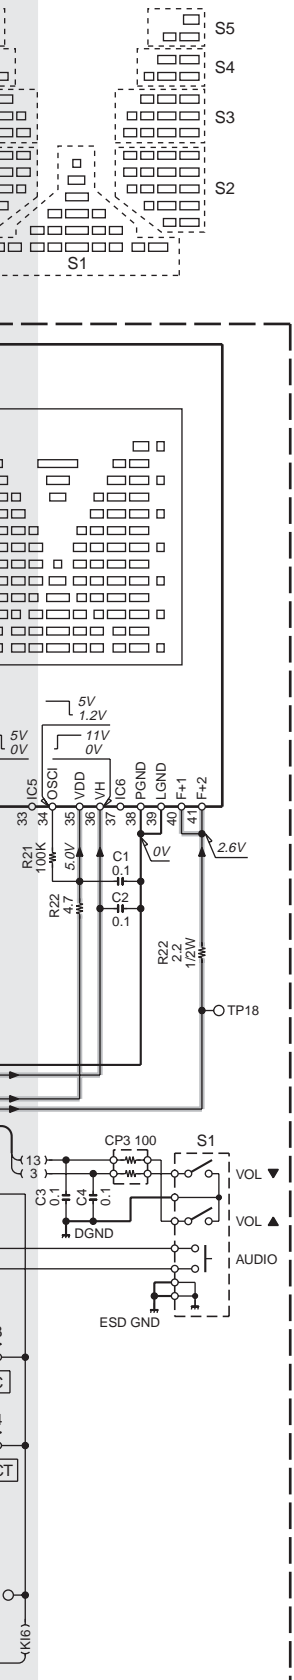 S5
S4
S3
S2
S1
5V
1.2V
5V
0V
11V
0V
IC5
OSCI
VDD
VH
IC6
PGND
LGND
F+1
F+2
33
34
35
36
37
38
39
40
41
R21
100K
5.0V
C1
0.1
0V
2.6V
R22
4.7
C2
0.1
R22
2.2
1/2W
TP18
CP3 100
S1
13
3
VOL ▼
C3
0.1
C4
0.1
DGND
VOL ▲
AUDIO
ESD GND
CT
KI6